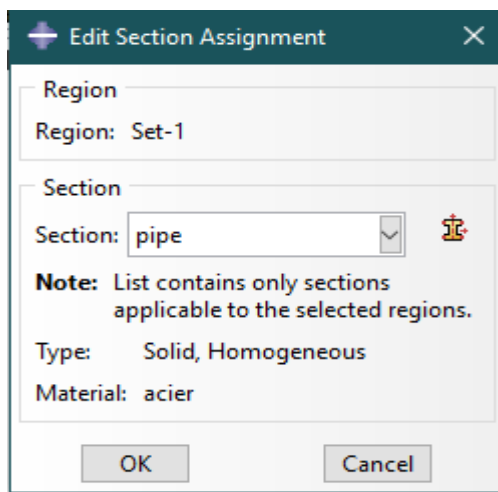 Edit Section Assignment
Region
Region: Set-1
Section
Section: pipe
Note: List contains only sections
applicable to the selected regions.
Type: Solid, Homogeneous
Material: acier
OK Cancel